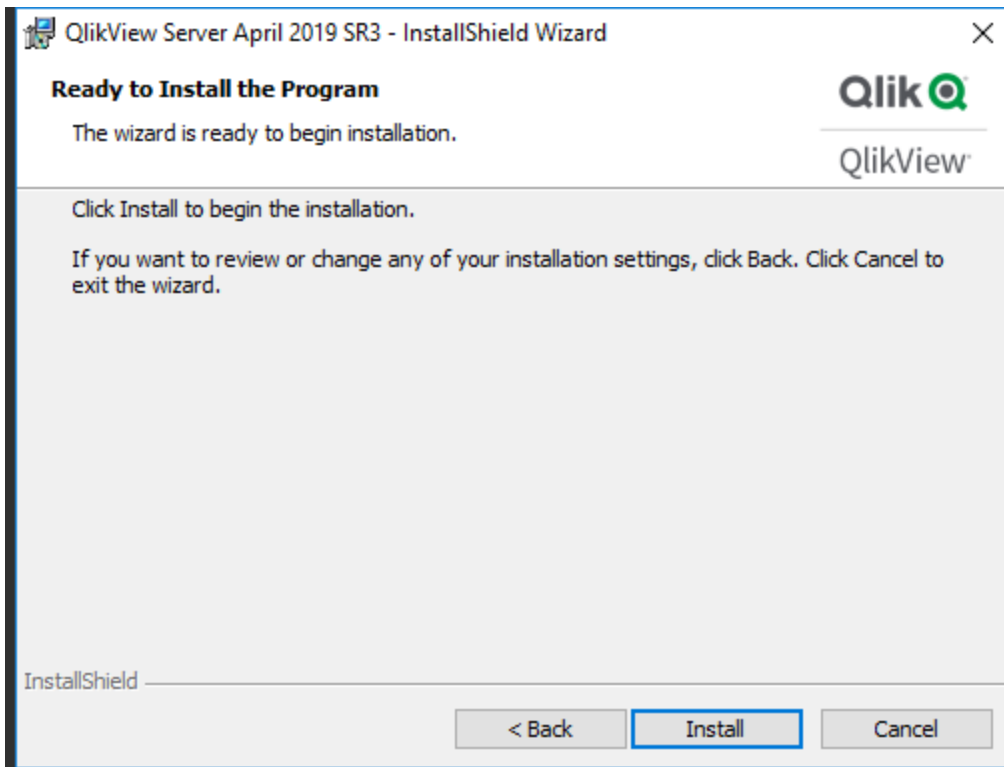 QlikView Server April 2019 SR3 - InstallShield Wizard
Ready to Install the Program
The wizard is ready to begin installation.
Qlik
QlikView
Click Install to begin the installation.
If you want to review or change any of your installation settings, click Back. Click Cancel to
exit the wizard.
InstallShield
< Back
Install
Cancel